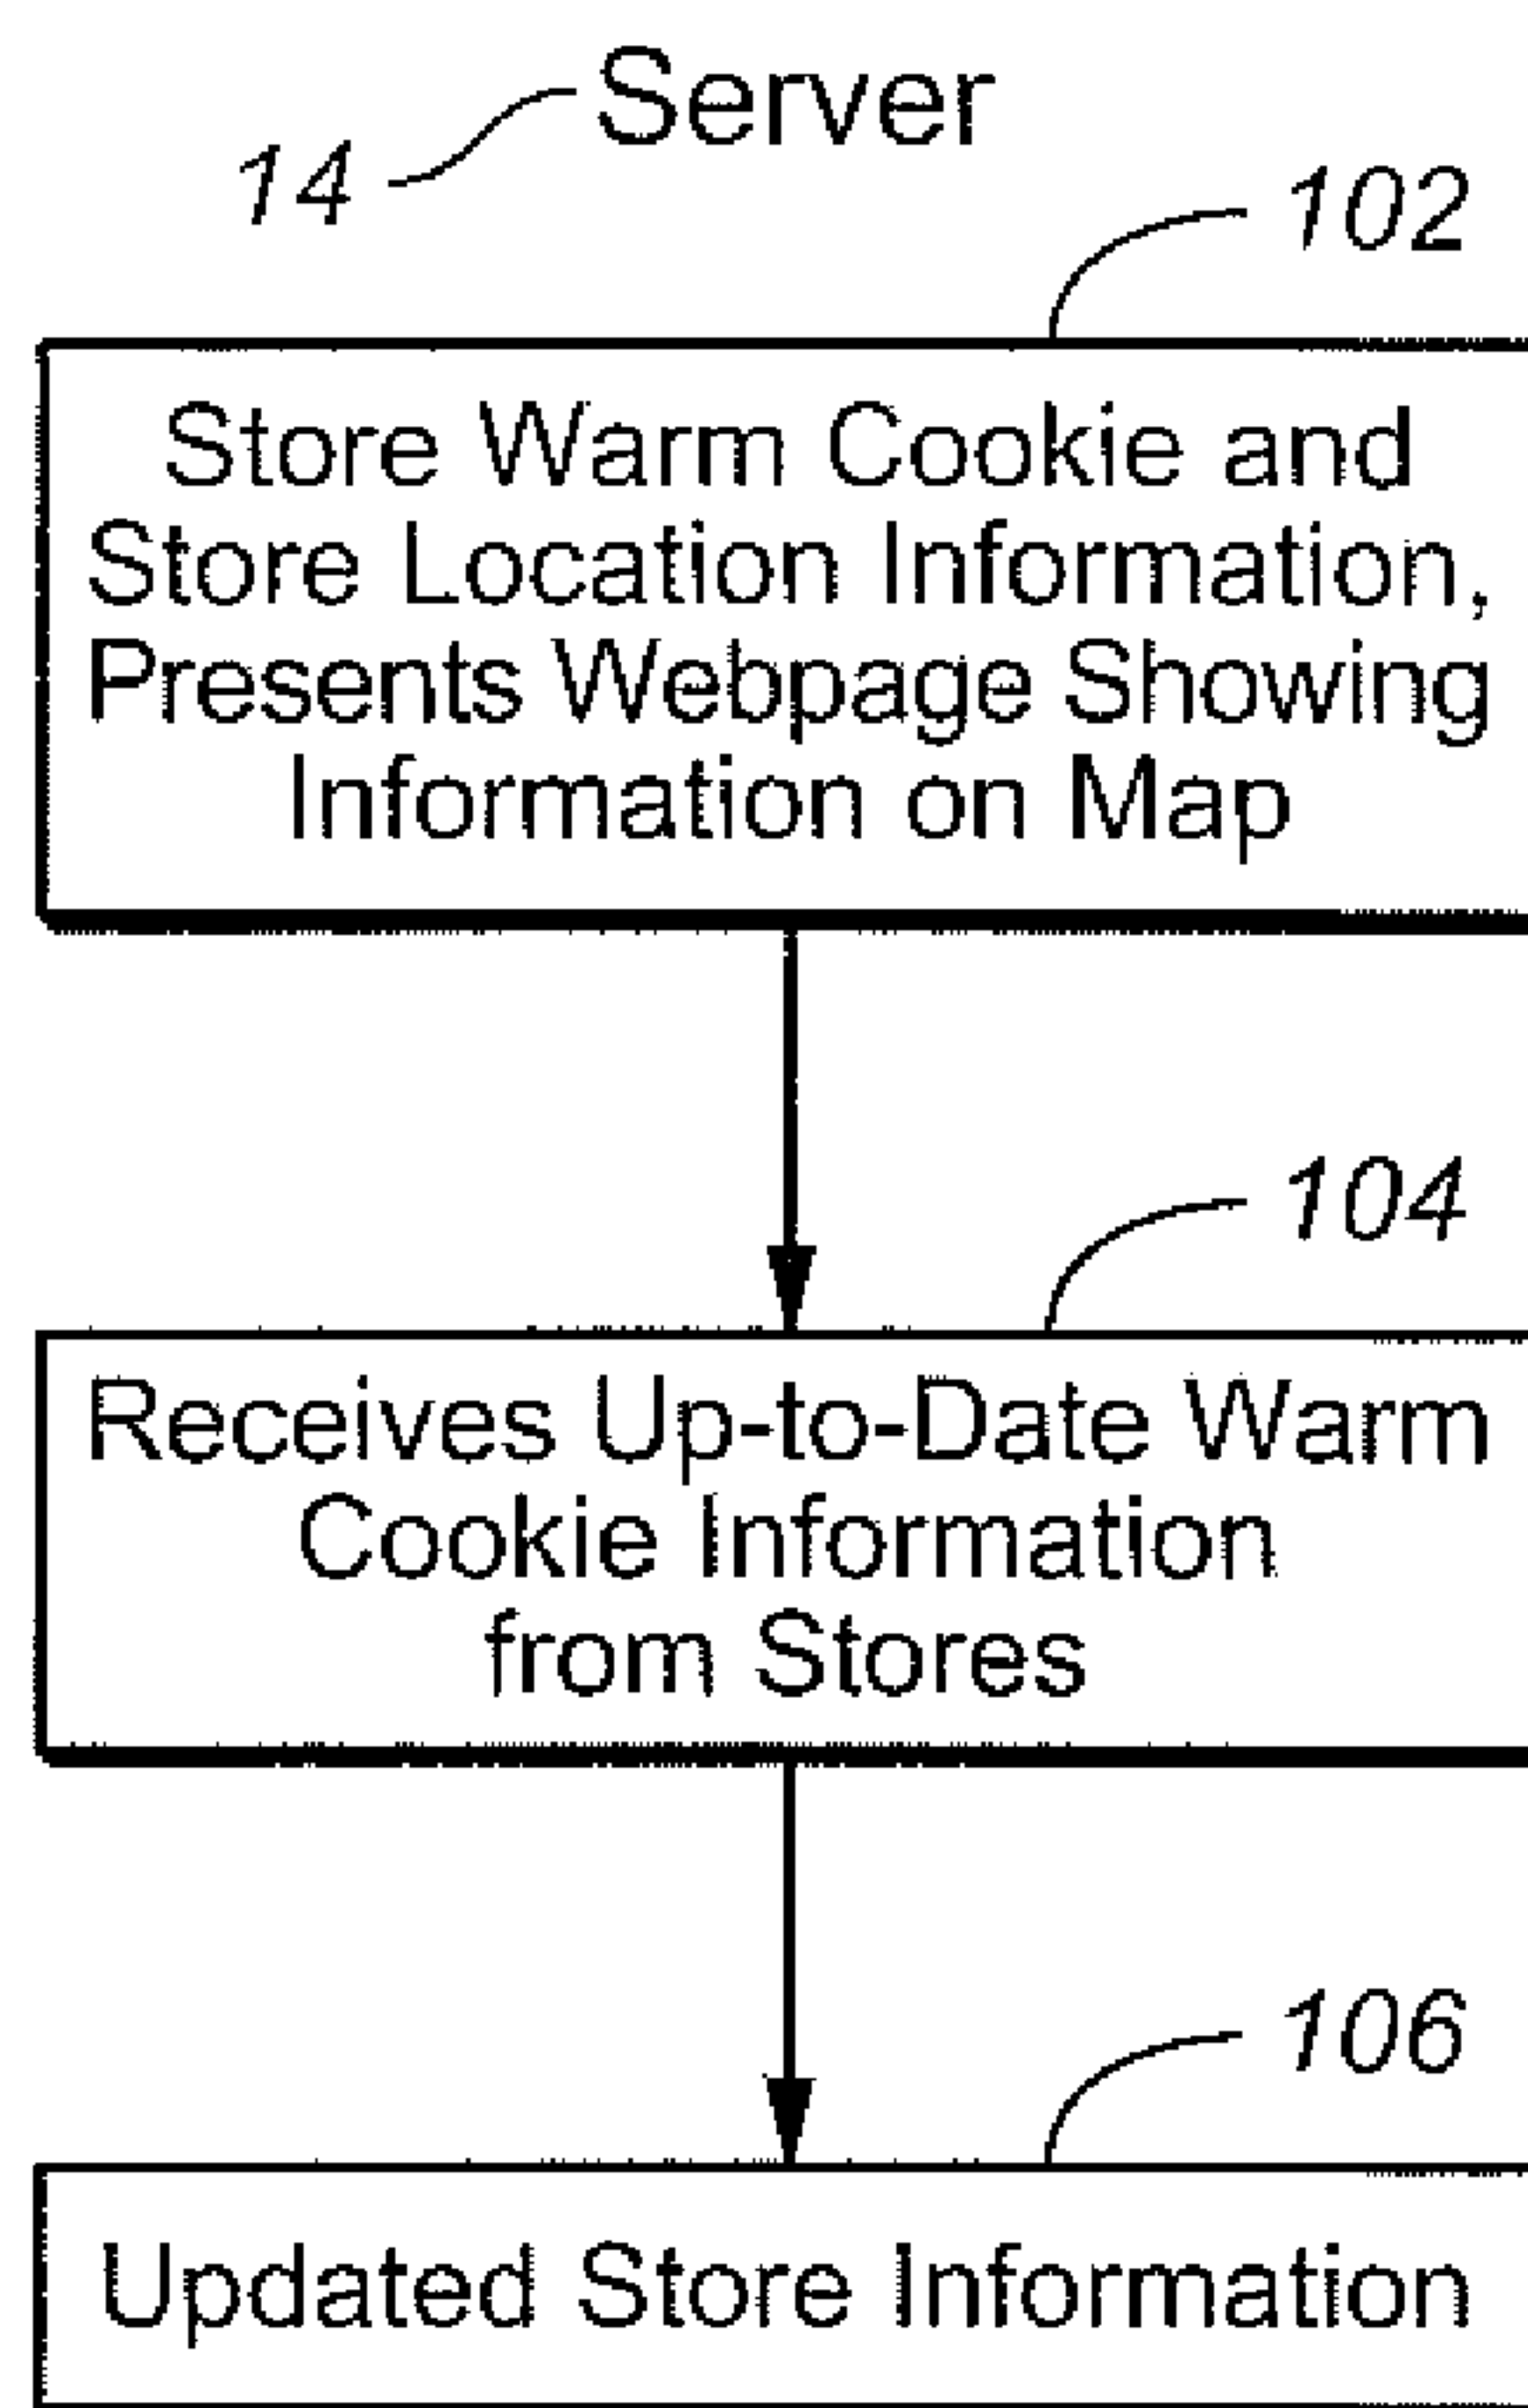 Server
14
102
Store Warm Cookie and
Store Location Information,
Presents Webpage Showing
Information on Map
104
Receives Up-to-Date Warm
Cookie Information
from Stores
106
Updated Store Information